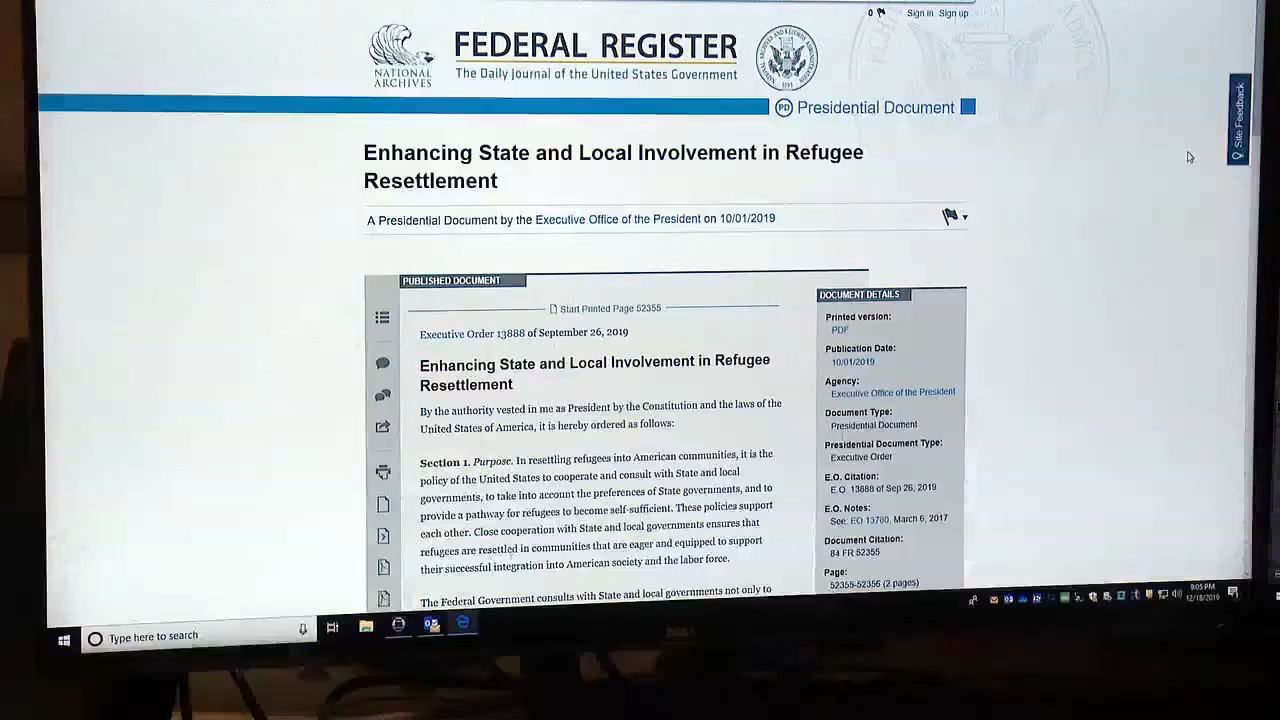 0 Sign in Sign up
NATIONAL
ARCHIVES
FEDERAL REGISTER
The Daily Journal of the United States Government
PD Presidential Document
Site Feedback
Enhancing State and Local Involvement in Refugee
Resettlement
A Presidential Document by the Executive Office of the President on 10/01/2019
PUBLISHED DOCUMENT
Start Printed Page 52355
Executive Order 13888 of September 26, 2019
Enhancing State and Local Involvement in Refugee
Resettlement
By the authority vested in me as President by the Constitution and the laws of the
United States of America, it is hereby ordered as follows:
Section 1. Purpose. In resettling refugees into American communities, it is the
policy of the United States to cooperate and consult with State and local
governments, to take into account the preferences of State governments, and to
provide a pathway for refugees to become self-sufficient. These policies support
each other. Close cooperation with State and local governments ensures that
refugees are resettled in communities that are eager and equipped to support
their successful integration into American society and the labor force.
The Federal Government consults with State and local governments not only to
DOCUMENT DETAILS
Printed version:
PDF
Publication Date:
10/01/2019
Agency:
Executive Office of the President
Document Type:
Presidential Document
Presidential Document Type:
Executive Order
E.O. Citation:
E.O. 13888 of Sep 26, 2019
E.O. Notes:
See: EO 13780, March 6, 2017
Document Citation:
84 FR 52355
Page:
52355-52356 (2 pages)
Type here to search
9:05 PM
12/18/2019
DELL